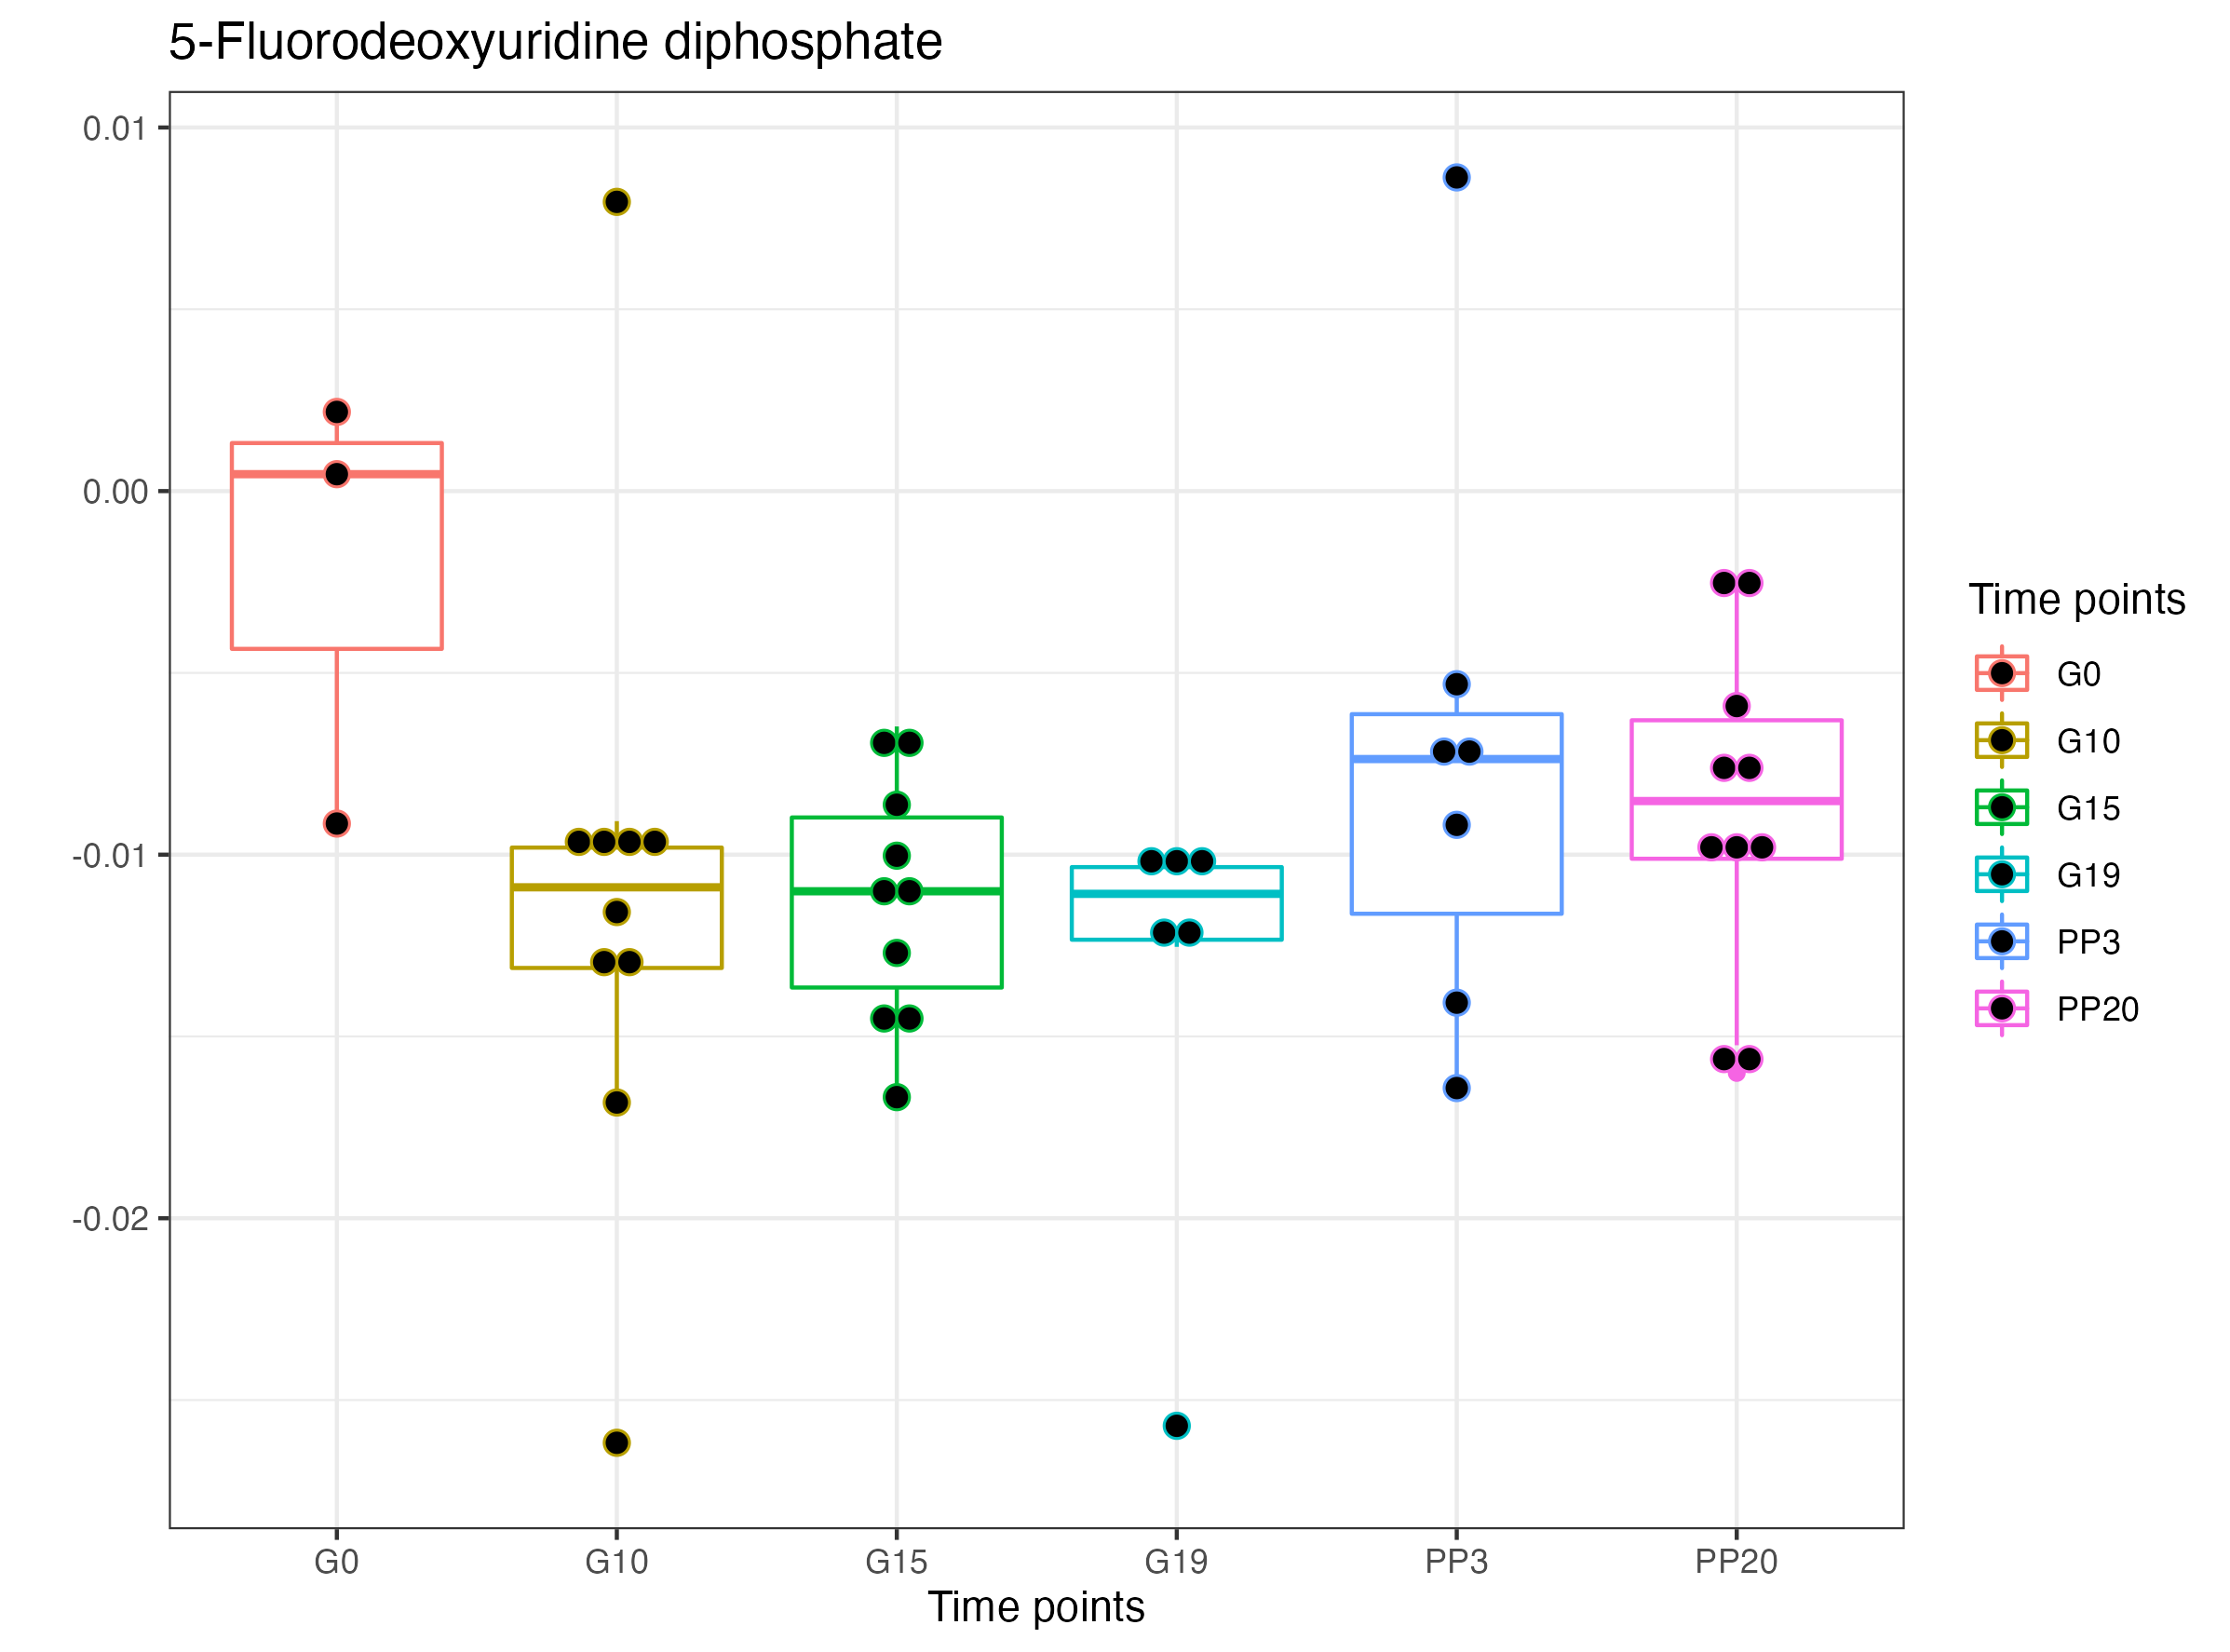 5-Fluorodeoxyuridine diphosphate
0.01
0.00
-0.01
-0.02
G0 G10 G15 G19 PP3 PP20
Time points
Time points
G0
G10
G15
G19
PP3
PP20